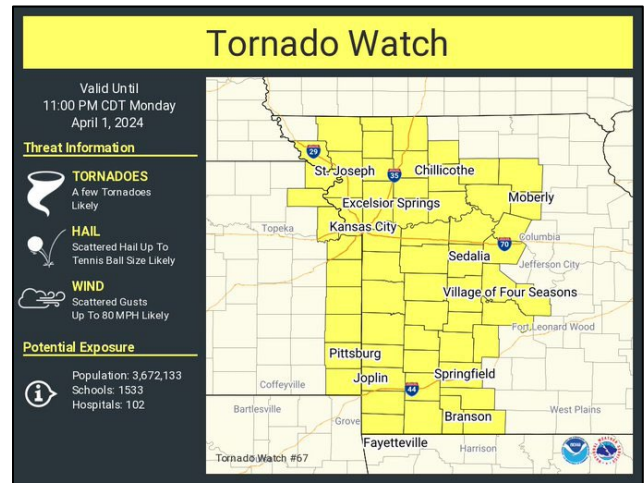 Tornado Watch
Valid Until
11:00 PM CDT Monday
April 1, 2024
Threat Information
TORNADOES
A few Tornadoes
Likely
HAIL
Scattered Hail Up To
Tennis Ball Size Likely
WIND
Scattered Gusts
Up To 80 MPH Likely
Potential Exposure
Population: 3,672,133
Schools: 1533
Hospitals: 102
29
St. Joseph
35
Chillicothe
Excelsior Springs
Moberly
Topeka
Kansas City
Columbia
70
Sedalia
Jefferson City
Village of Four Seasons
Fort Leonard Wood
Pittsburg
Joplin
Springfield
Coffeyville
44
Bartlesville
Grove
Branson
West Plains
Fayetteville
Harrison
Tornado Watch #67
NOAA